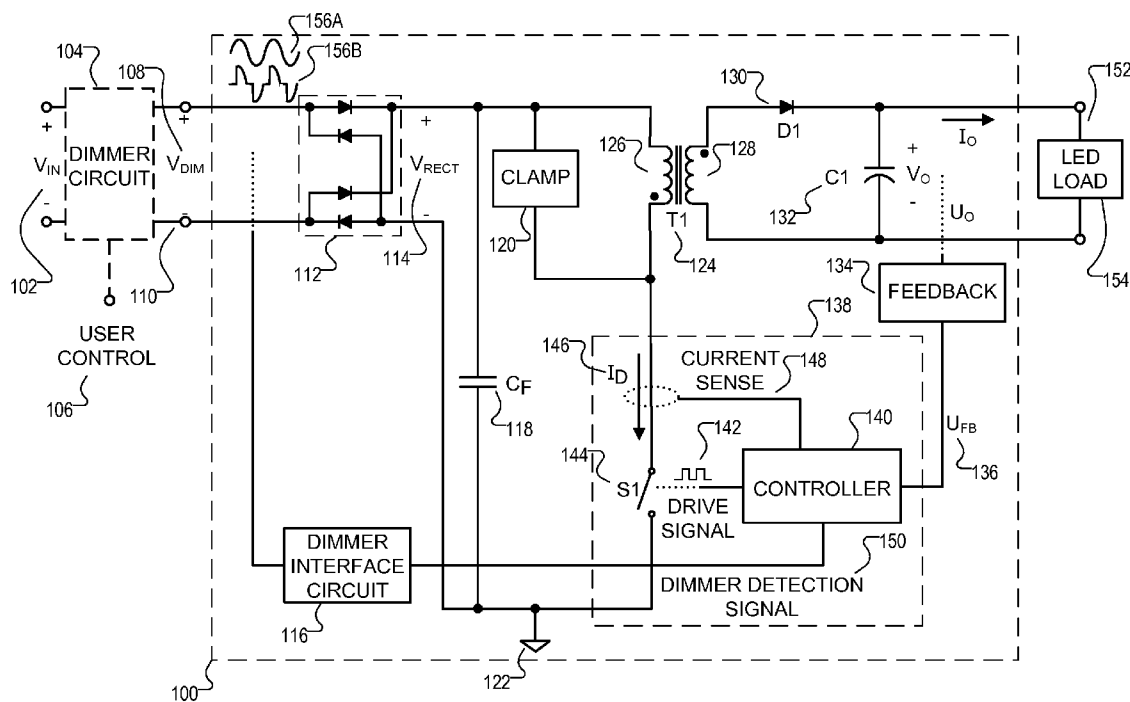 156A
156B
104
108
130
152
+
+
DIMMER
CIRCUIT
V_IN
V_DIM
-
-
102
110
112
+
V_RECT
-
114
CLAMP
120
126
128
T1
124
D1
C1
132
+
V_O
-
I_O
U_O
LED
LOAD
154
134
FEEDBACK
138
USER
CONTROL
106
C_F
118
146
I_D
CURRENT
SENSE
148
142
140
144
S1
DRIVE
SIGNAL
CONTROLLER
U_FB
136
DIMMER
INTERFACE
CIRCUIT
116
150
DIMMER DETECTION
SIGNAL
122
100